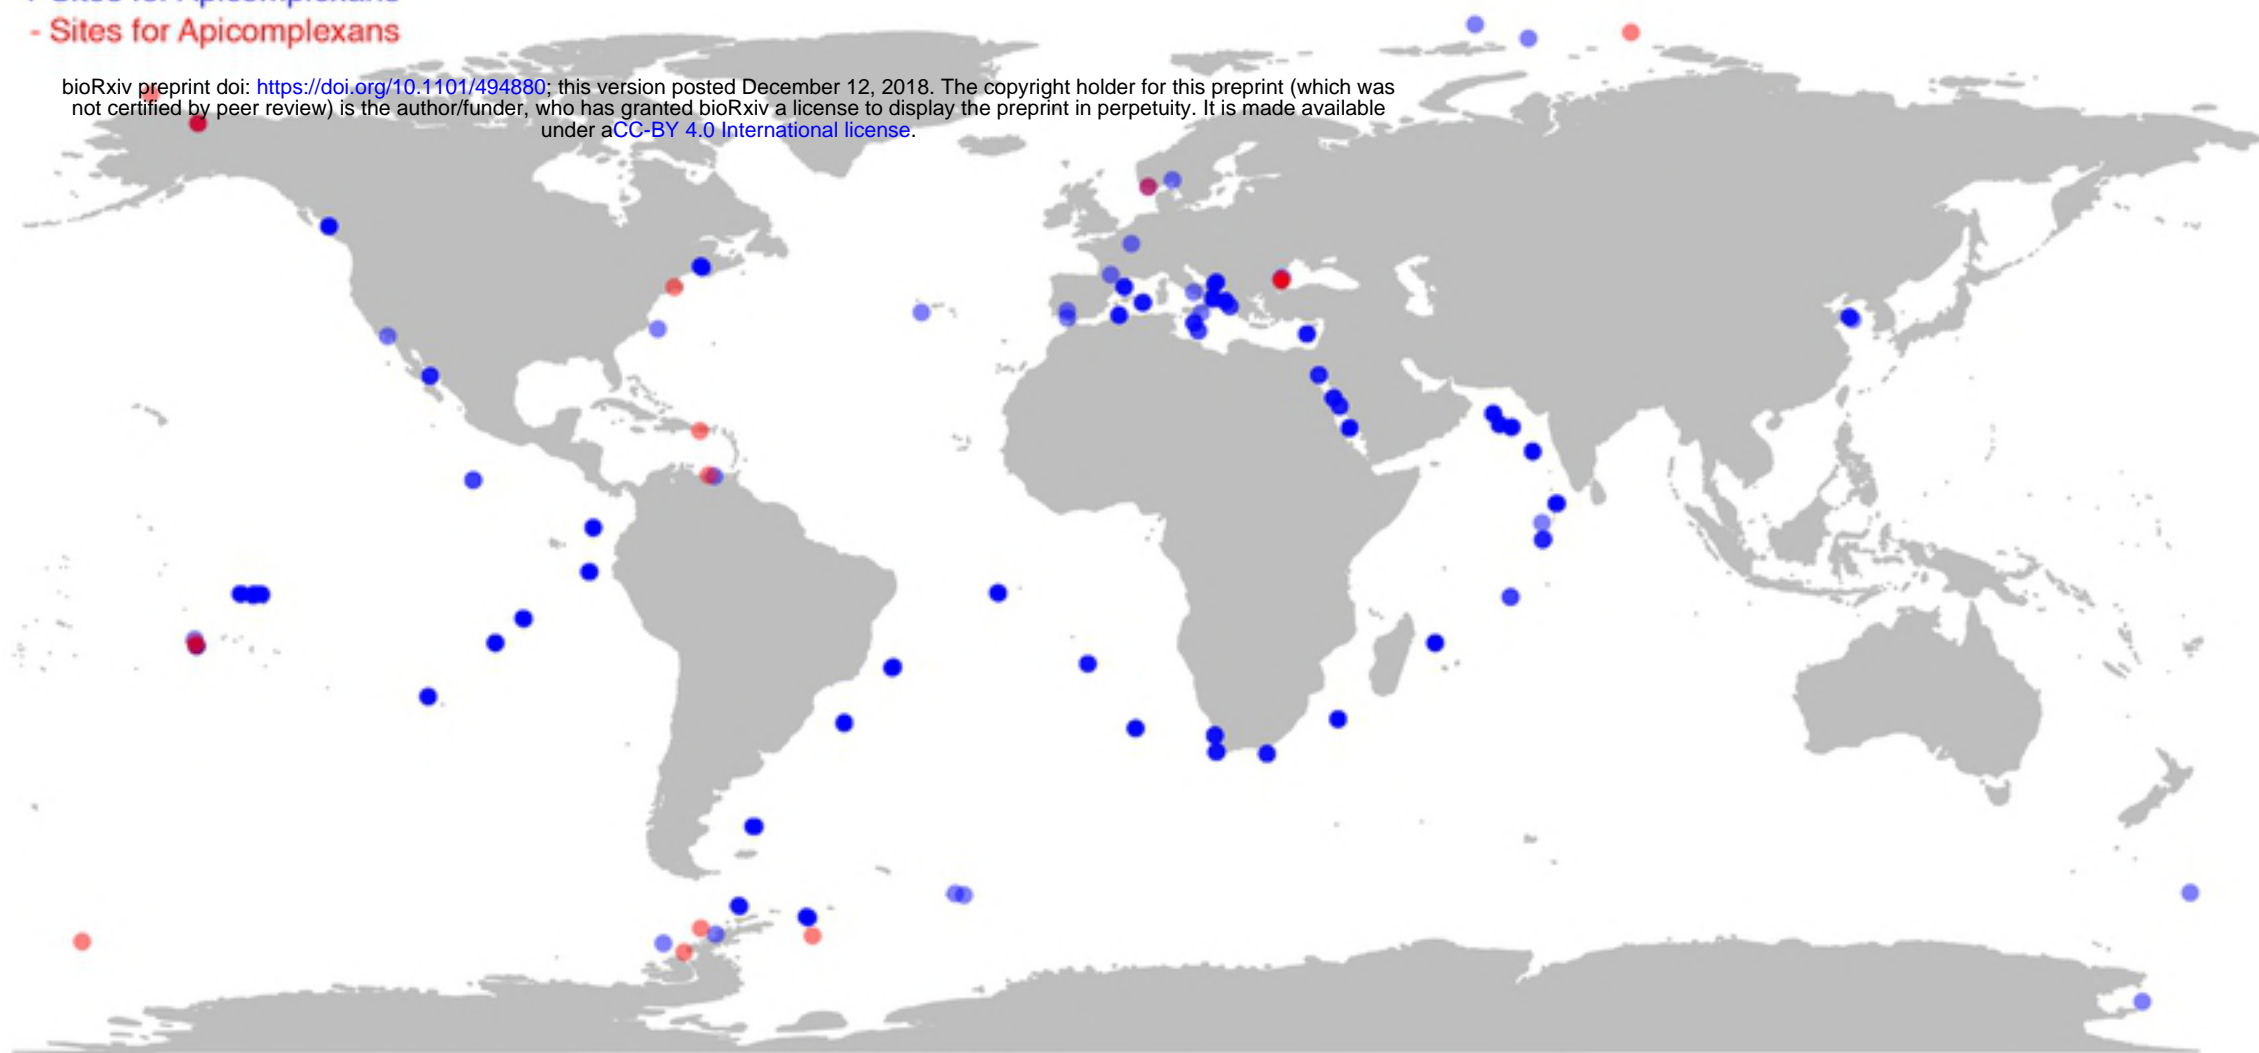 + Sites for Apicomplexans
- Sites for Apicomplexans
bioRxiv preprint doi: https://doi.org/10.1101/494880; this version posted December 12, 2018. The copyright holder for this preprint (which was
not certified by peer review) is the author/funder, who has granted bioRxiv a license to display the preprint in perpetuity. It is made available
under aCC-BY 4.0 International license.